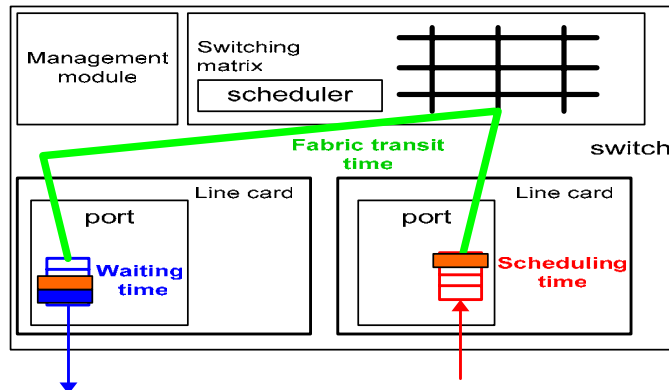 Management
module
Switching
matrix
scheduler
Fabric transit
time
switch
Line card
port
Waiting
time
Line card
port
Scheduling
time